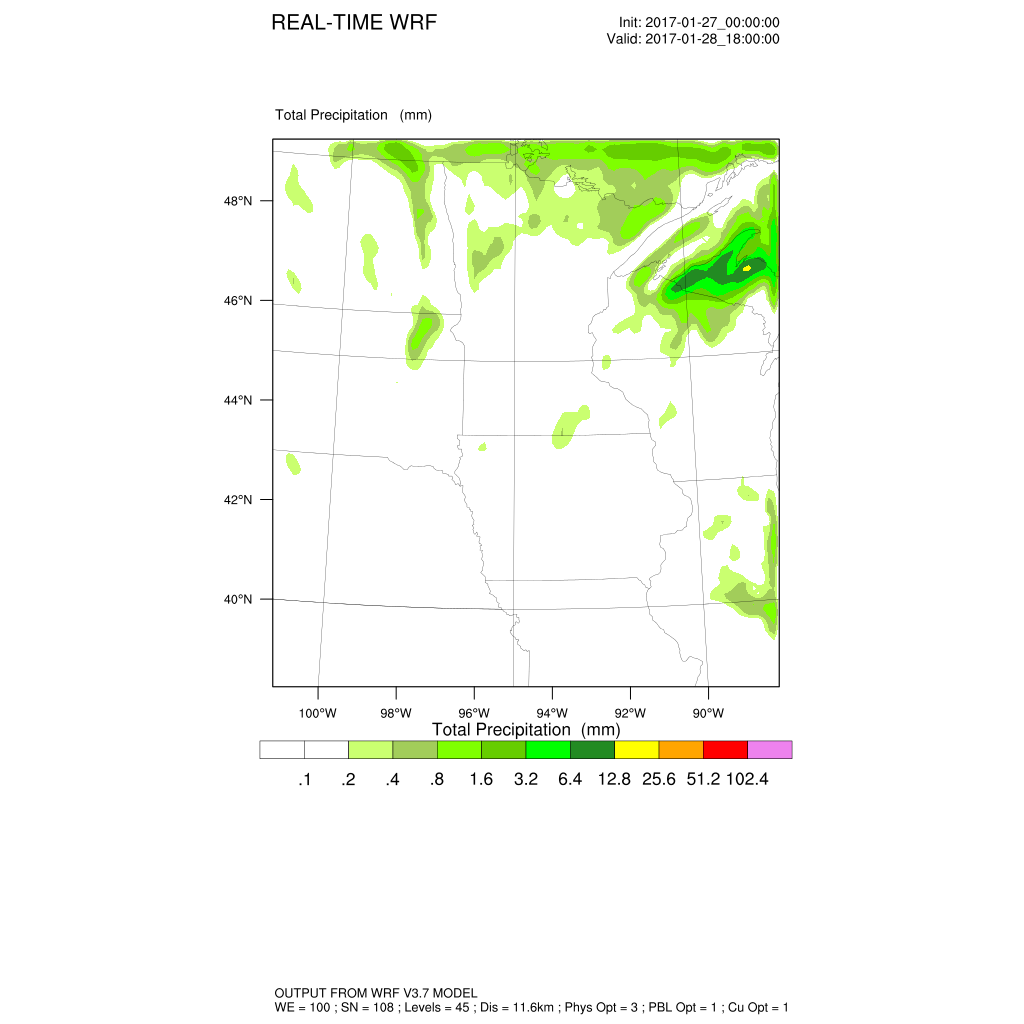 REAL-TIME WRF
Init: 2017-01-27_00:00:00
Valid: 2017-01-28_18:00:00
Total Precipitation (mm)
48°N
46°N
44°N
42°N
40°N
100°W 98°W 96°W 94°W 92°W 90°W
Total Precipitation (mm)
.1 .2 .4 .8 1.6 3.2 6.4 12.8 25.6 51.2 102.4
OUTPUT FROM WRF V3.7 MODEL
WE = 100 ; SN = 108 ; Levels = 45 ; Dis = 11.6km ; Phys Opt = 3 ; PBL Opt = 1 ; Cu Opt = 1